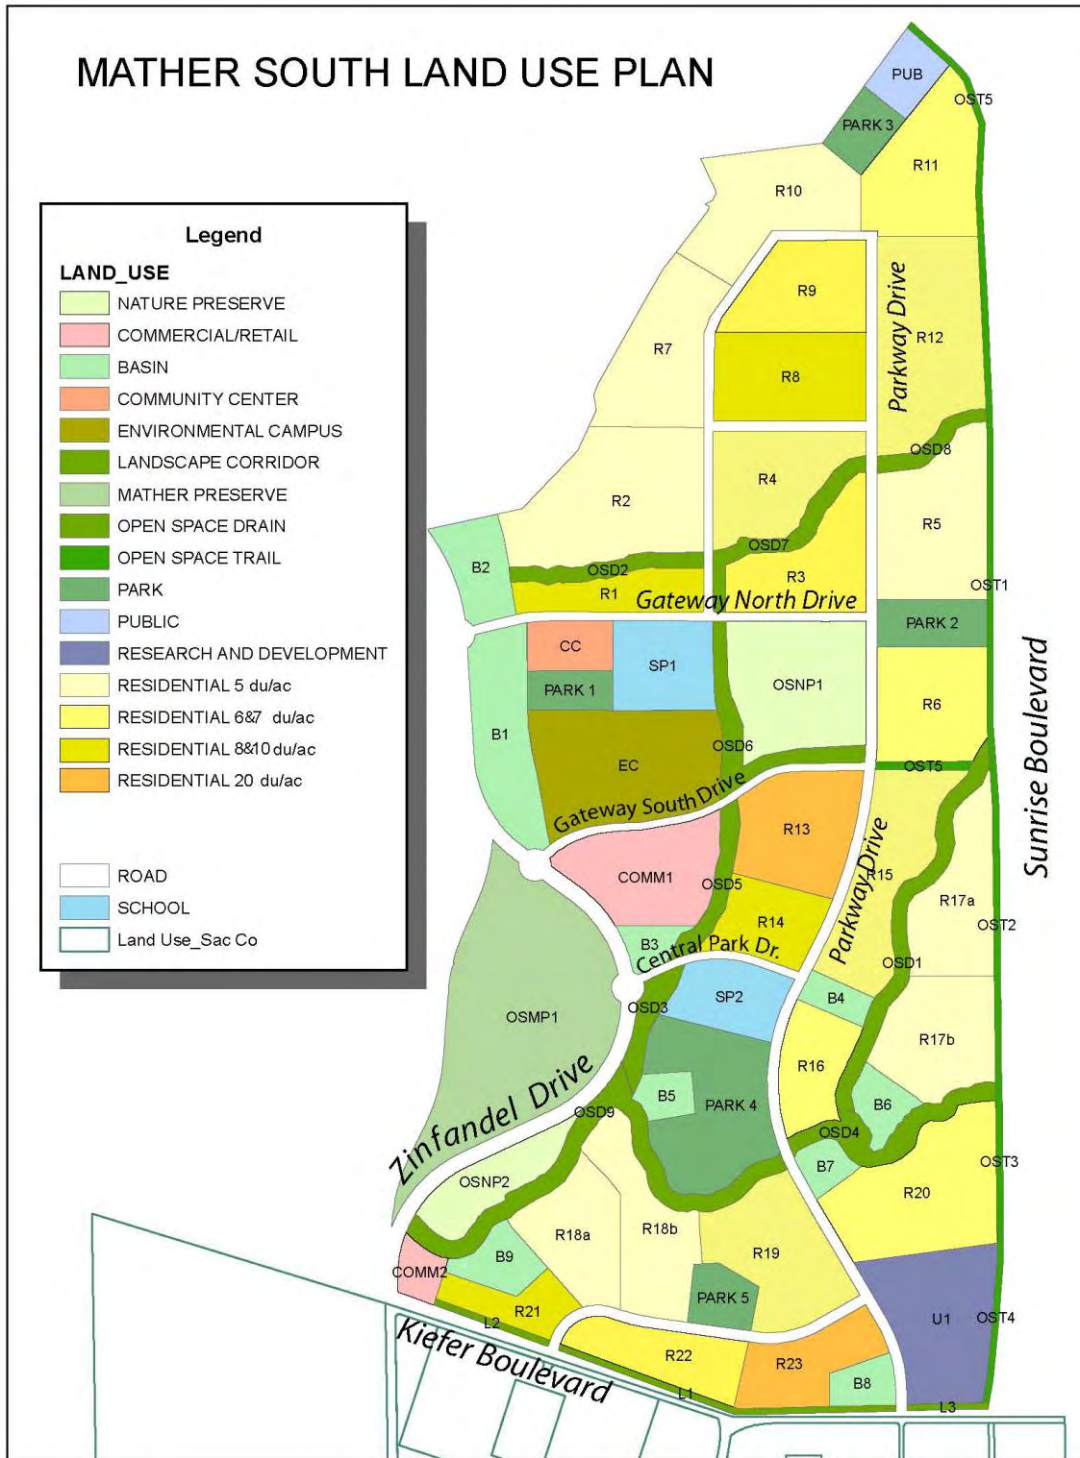 MATHER SOUTH LAND USE PLAN
Legend
LAND_USE
NATURE PRESERVE
COMMERCIAL/RETAIL
BASIN
COMMUNITY CENTER
ENVIRONMENTAL CAMPUS
LANDSCAPE CORRIDOR
MATHER PRESERVE
OPEN SPACE DRAIN
OPEN SPACE TRAIL
PARK
PUBLIC
RESEARCH AND DEVELOPMENT
RESIDENTIAL 5 du/ac
RESIDENTIAL 6&7 du/ac
RESIDENTIAL 8&10 du/ac
RESIDENTIAL 20 du/ac
ROAD
SCHOOL
Land Use_Sac Co
PUB
OST5
PARK 3
R11
R10
R9
Parkway Drive
R12
R7
R8
OSD8
R4
R2
R5
OSD7
B2
OSD2
R3
R1
OST1
Gateway North Drive
PARK 2
CC
SP1
OSNP1
PARK 1
R6
B1
OSD6
EC
OST5
Gateway South Drive
Sunrise Boulevard
R13
Parkway Drive
R15
COMM1
OSD5
R17a
R14
OST2
B3
Central Park Dr.
OSD1
SP2
B4
OSD3
OSMP1
R17b
R16
B5
PARK 4
B6
OSD9
Zinfandel Drive
OSD4
OST3
B7
OSNP2
R20
R18a
R18b
R19
B9
COMM2
PARK 5
R21
U1
OST4
L2
Kiefer Boulevard
R22
R23
B8
L1
L3